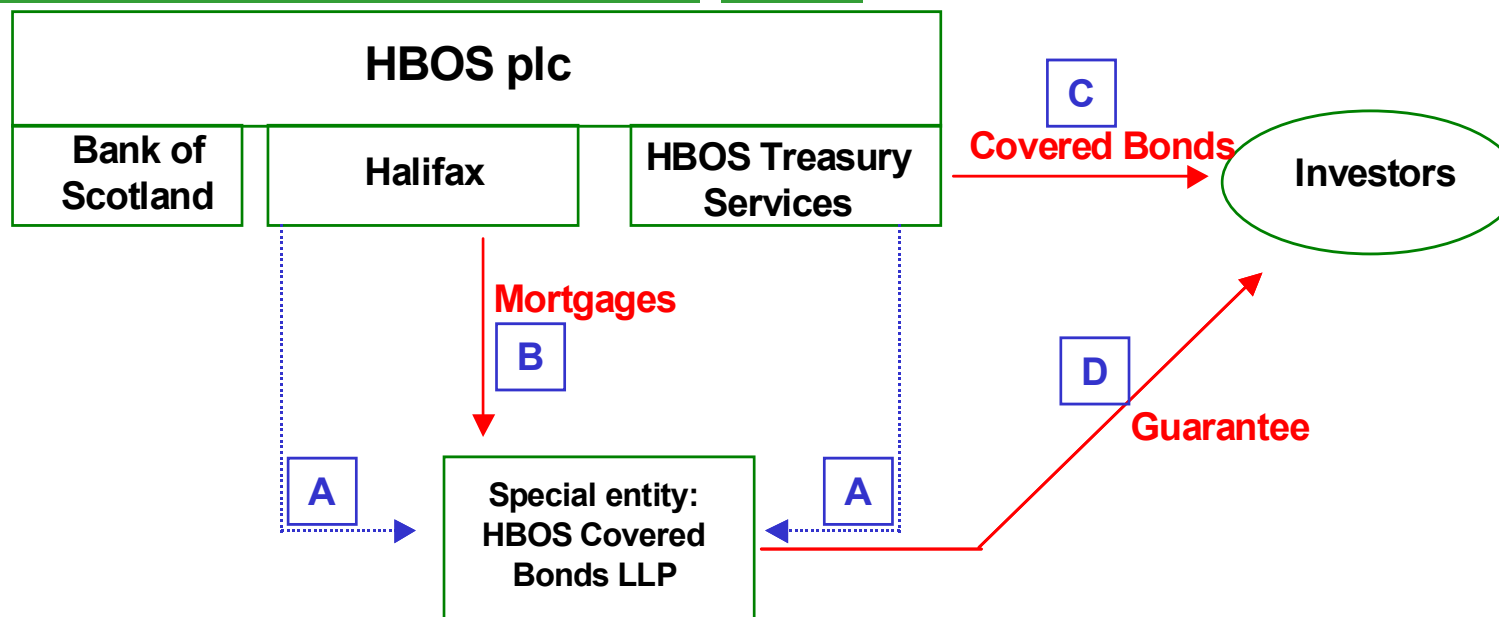 HBOS plc
Bank of
Scotland
Halifax
HBOS Treasury
Services
C
Covered Bonds
Investors
Mortgages
B
D
Guarantee
A
A
Special entity:
HBOS Covered
Bonds LLP